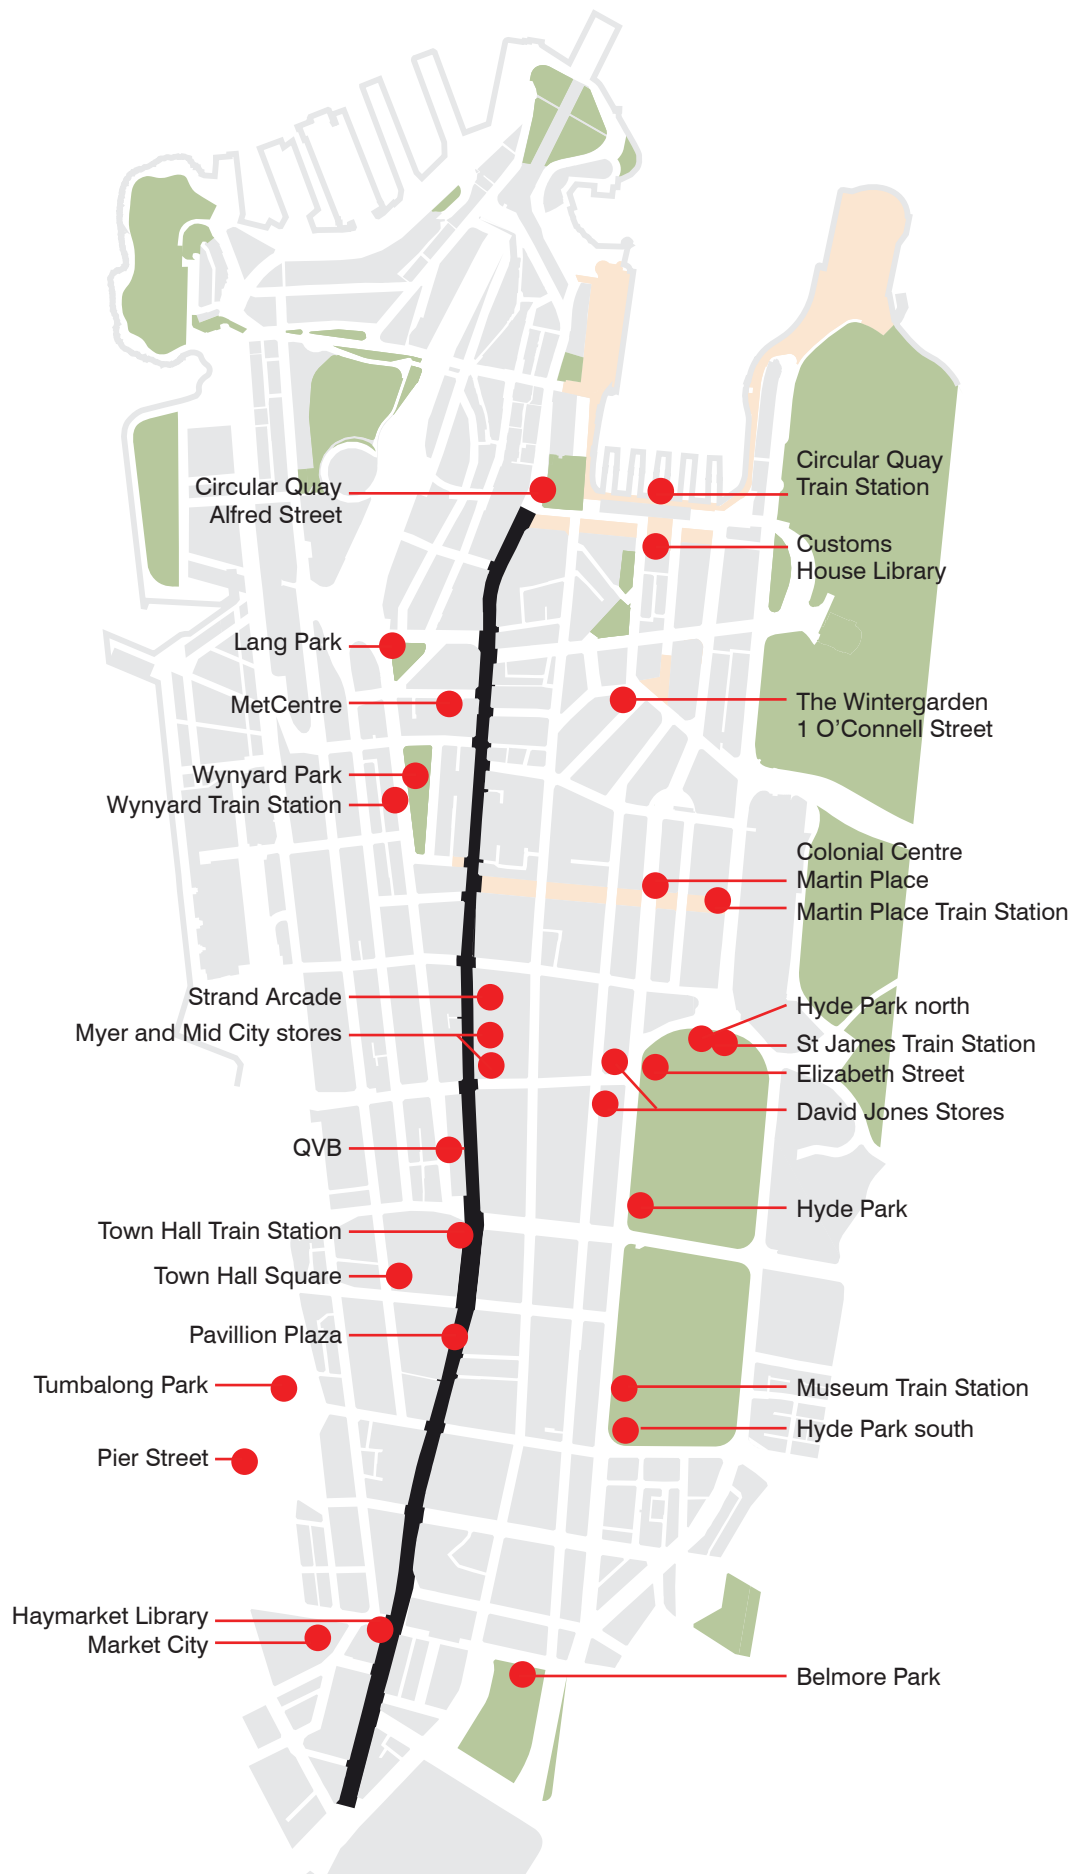 Circular Quay
Alfred Street
Lang Park
MetCentre
Wynyard Park
Wynyard Train Station
Strand Arcade
Myer and Mid City stores
QVB
Town Hall Train Station
Town Hall Square
Pavillion Plaza
Tumbalong Park
Pier Street
Haymarket Library
Market City
Circular Quay
Train Station
Customs
House Library
The Wintergarden
1 O’Connell Street
Colonial Centre
Martin Place
Martin Place Train Station
Hyde Park north
St James Train Station
Elizabeth Street
David Jones Stores
Hyde Park
Museum Train Station
Hyde Park south
Belmore Park